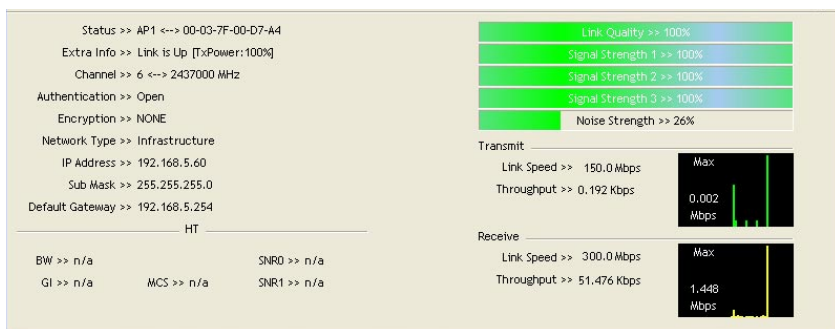 Status >> AP1 <--> 00-03-7F-00-D7-A4
Extra Info >> Link is Up [TxPower:100%]
Channel >> 6 <--> 2437000 MHz
Authentication >> Open
Encryption >> NONE
Network Type >> Infrastructure
IP Address >> 192.168.5.60
Sub Mask >> 255.255.255.0
Default Gateway >> 192.168.5.254
HT
BW >> n/a
SNR0 >> n/a
GI >> n/a
MCS >> n/a
SNR1 >> n/a
Link Quality >> 100%
Signal Strength 1 >> 100%
Signal Strength 2 >> 100%
Signal Strength 3 >> 100%
Noise Strength >> 26%
Transmit
Link Speed >> 150.0 Mbps
Throughput >> 0.192 Kbps
Max
0.002
Mbps
Receive
Link Speed >> 300.0 Mbps
Throughput >> 51.476 Kbps
Max
1.448
Mbps